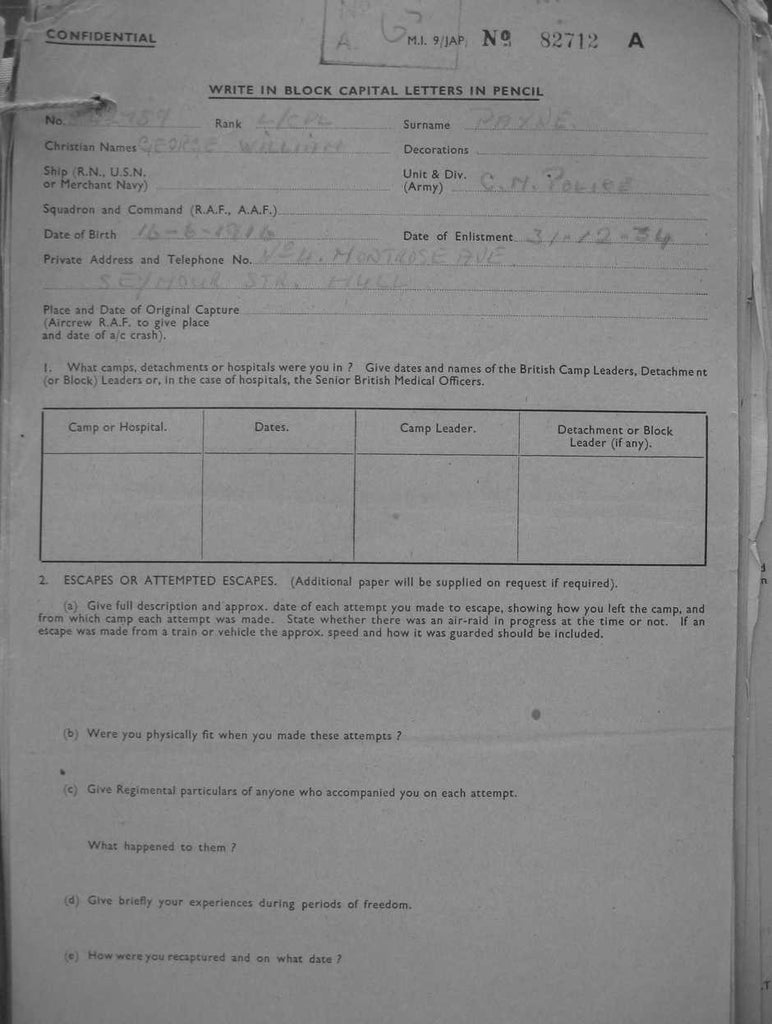 CONFIDENTIAL
M.I. 9/JAP. No 82712 A
WRITE IN BLOCK CAPITAL LETTERS IN PENCIL
No. Rank L/CPL Surname PAYNE
Christian Names GEORGE WILLIAM Decorations
Ship (R.N., U.S.N. Unit & Div.
or Merchant Navy) (Army) C.M. POLICE
Squadron and Command (R.A.F., A.A.F.)
Date of Birth 16-6-1916 Date of Enlistment 31-12-34
Private Address and Telephone No. No 4. MONTROSE AVE
SEYMOUR STR. HULL
Place and Date of Original Capture
(Aircrew R.A.F. to give place
and date of a/c crash).
1. What camps, detachments or hospitals were you in ? Give dates and names of the British Camp Leaders, Detachment
(or Block) Leaders or, in the case of hospitals, the Senior British Medical Officers.
Camp or Hospital. Dates. Camp Leader. Detachment or Block
Leader (if any).
2. ESCAPES OR ATTEMPTED ESCAPES. (Additional paper will be supplied on request if required).
(a) Give full description and approx. date of each attempt you made to escape, showing how you left the camp, and
from which camp each attempt was made. State whether there was an air-raid in progress at the time or not. If an
escape was made from a train or vehicle the approx. speed and how it was guarded should be included.
(b) Were you physically fit when you made these attempts ?
(c) Give Regimental particulars of anyone who accompanied you on each attempt.
What happened to them ?
(d) Give briefly your experiences during periods of freedom.
(e) How were you recaptured and on what date ?